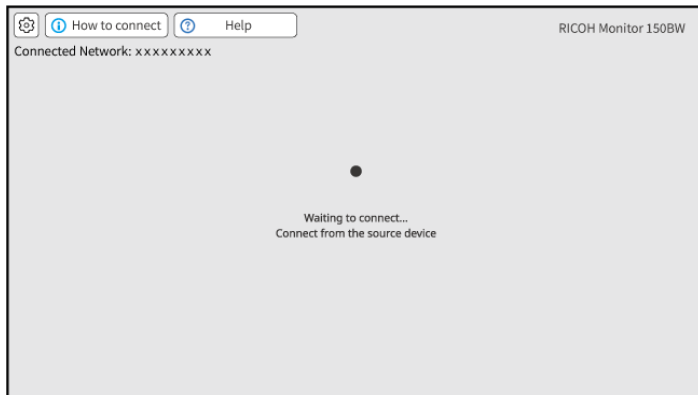 How to connect Help RICOH Monitor 150BW
Connected Network: xxxxxxxxx
Waiting to connect...
Connect from the source device